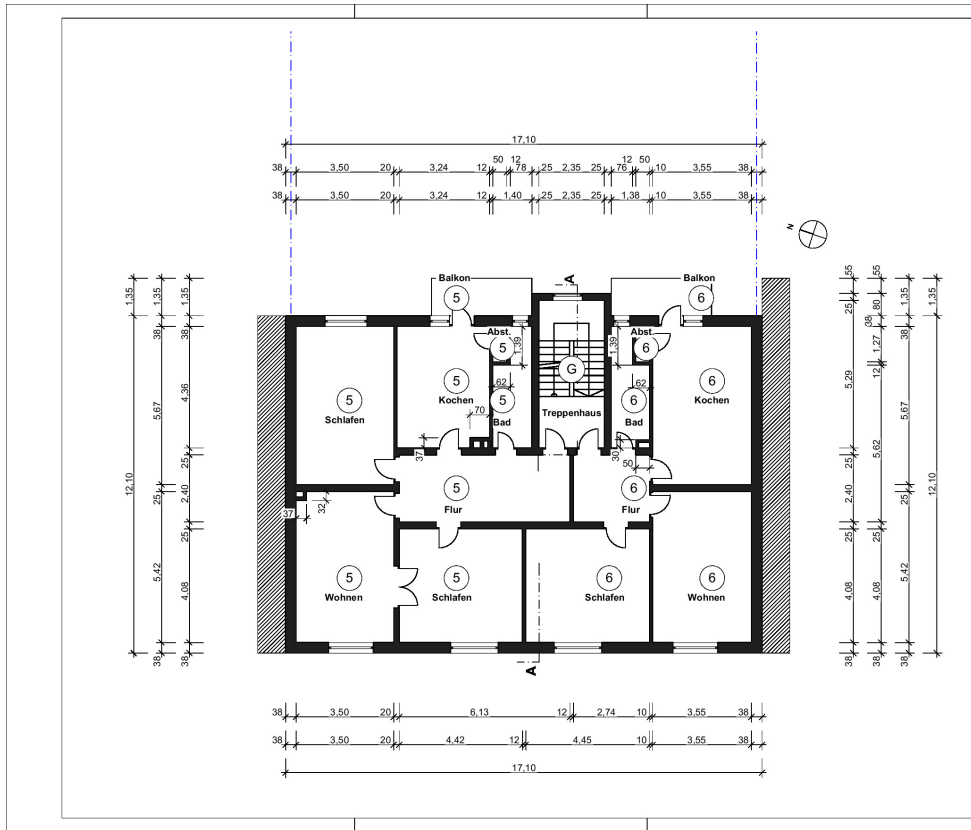 17,10
50 12 12 50
38 3,50 20 3,24 12 78 25 2,35 25 76 10 3,55 38
38 3,50 20 3,24 12 1,40 25 2,35 25 1,38 10 3,55 38
N
A
Balkon
5
Balkon
6
1,35
1,35
1,35
55
55
25
80
1,35
38
38
38
38
Abst.
5
1,39
1,39
Abst.
6
1,27
12
G
5
Schlafen
5
Kochen
62
5
Bad
70
37
Treppenhaus
62
6
Bad
30
50
6
Kochen
12,10
5,67
4,36
5,29
5,62
5,67
12,10
25
25
25
2,40
25
25
2,40
25
37
32
5
Flur
6
Flur
5,42
4,08
4,08
4,08
5,42
5
Wohnen
5
Schlafen
6
Schlafen
6
Wohnen
38
38
38
38
38
A
38 3,50 20 6,13 12 2,74 10 3,55 38
38 3,50 20 4,42 12 4,45 10 3,55 38
17,10